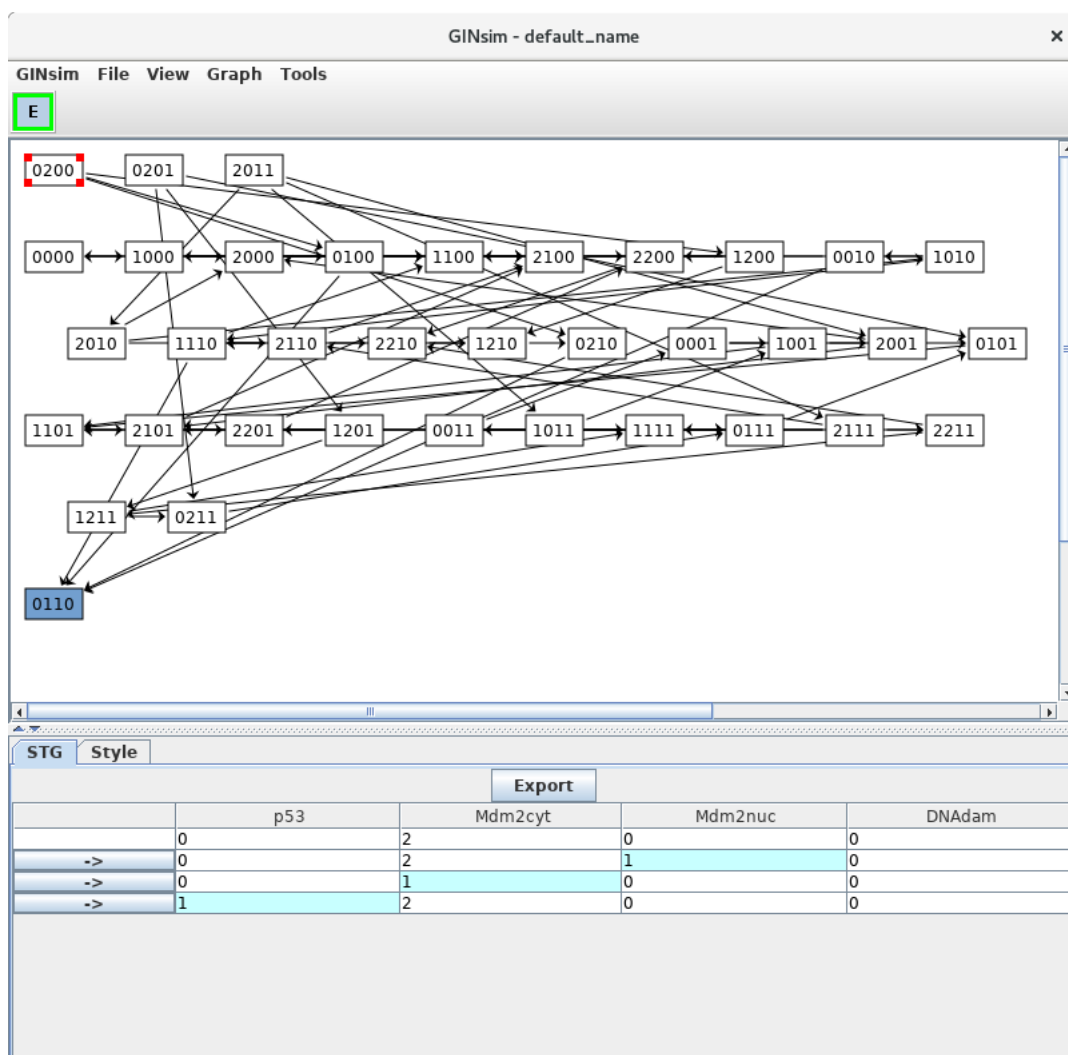 GINsim - default_name
GINsim File View Graph Tools
E
0200 0201 2011
0000 1000 2000 0100 1100 2100 2200 1200 0010 1010
2010 1110 2110 2210 1210 0210 0001 1001 2001 0101
1101 2101 2201 1201 0011 1011 1111 0111 2111 2211
1211 0211
0110
STG Style
Export
p53 Mdm2cyt Mdm2nuc DNAdam
0 2 0 0
-> 0 2 1 0
-> 0 1 0 0
-> 1 2 0 0